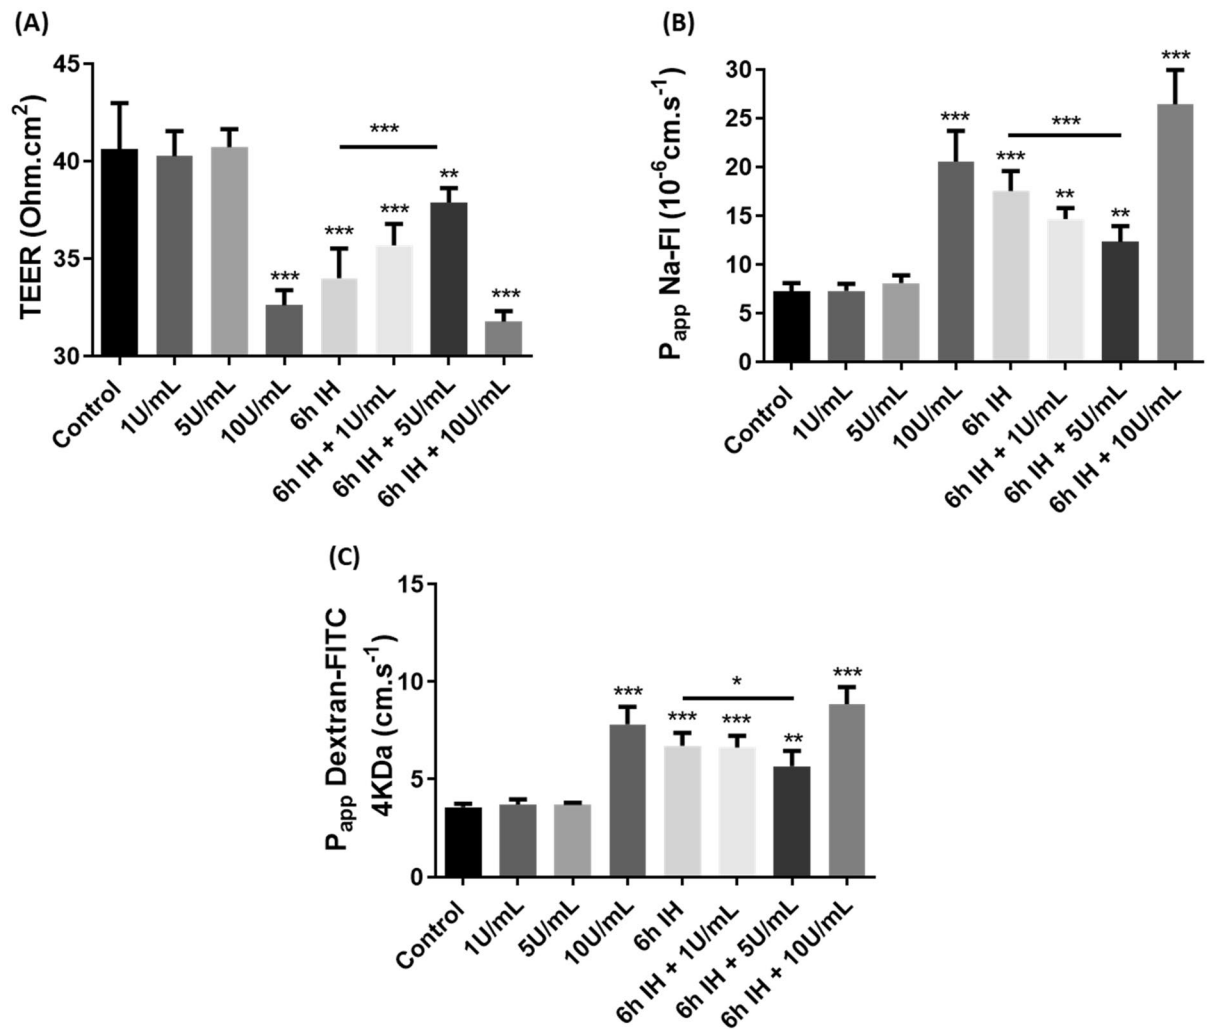 (A)
TEER (Ohm.cm2)
45
40
35
30
***
***
***
***
**
***
Control
1U/mL
5U/mL
10U/mL
6h IH
6h IH + 1U/mL
6h IH + 5U/mL
6h IH + 10U/mL
(B)
Papp Na-Fl (10-6cm.s-1)
30
25
20
15
10
5
0
***
***
***
**
**
***
Control
1U/mL
5U/mL
10U/mL
6h IH
6h IH + 1U/mL
6h IH + 5U/mL
6h IH + 10U/mL
(C)
Papp Dextran-FITC
4KDa (cm.s-1)
15
10
5
0
***
*
***
***
**
***
Control
1U/mL
5U/mL
10U/mL
6h IH
6h IH + 1U/mL
6h IH + 5U/mL
6h IH + 10U/mL